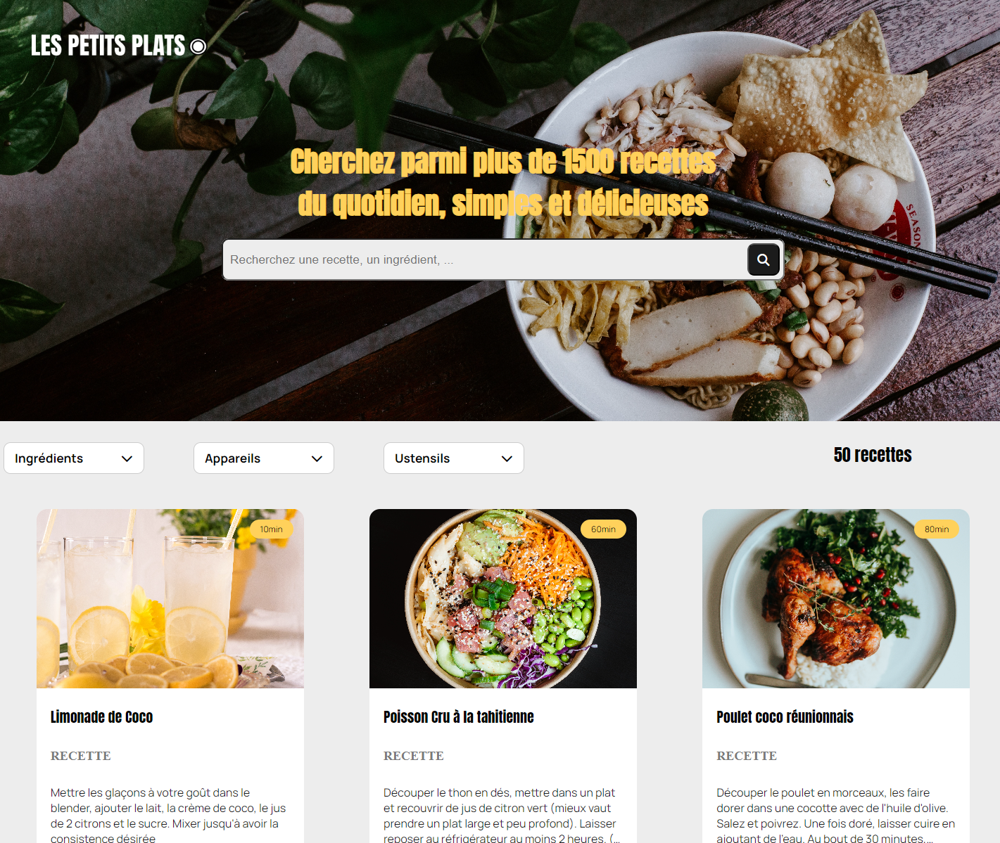 LES PETITS PLATS
Cherchez parmi plus de 1500 recettes
du quotidien, simples et délicieuses
Recherchez une recette, un ingrédient, ...
SEASON
Ingrédients
Appareils
Ustensils
50 recettes
10min
60min
80min
Limonade de Coco
RECETTE
Mettre les glaçons à votre goût dans le
blender, ajouter le lait, la crème de coco, le jus
de 2 citrons et le sucre. Mixer jusqu'à avoir la
consistence désirée
Poisson Cru à la tahitienne
RECETTE
Découper le thon en dés, mettre dans un plat
et recouvrir de jus de citron vert (mieux vaut
prendre un plat large et peu profond). Laisser
reposer au réfrigérateur au moins 2 heures. (...
Poulet coco réunionnais
RECETTE
Découper le poulet en morceaux, les faire
dorer dans une cocotte avec de l'huile d'olive.
Salez et poivrez. Une fois doré, laisser cuire en
ajoutant de l'eau. Au bout de 30 minutes,...